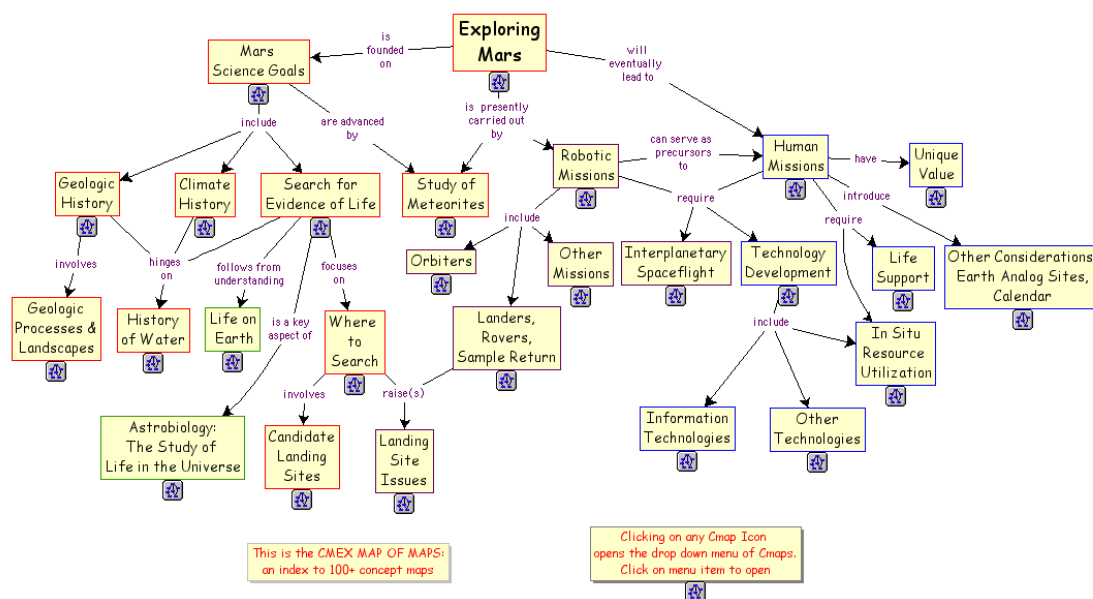 Exploring
Mars
is
founded
on
Mars
Science Goals
will
eventually
lead to
is presently
carried out
by
are advanced
by
include
can serve as
precursors
to
Human
Missions
have
Unique
Value
Robotic
Missions
Geologic
History
Climate
History
Search for
Evidence of Life
Study of
Meteorites
introduce
require
require
include
involves
hinges
on
follows from
understanding
focuses
on
Orbiters
Other
Missions
Interplanetary
Spaceflight
Technology
Development
Life
Support
Other Considerations
Earth Analog Sites,
Calendar
Geologic
Processes &
Landscapes
History
of Water
Life on
Earth
is a key
aspect of
Where
to
Search
Landers,
Rovers,
Sample Return
include
In Situ
Resource
Utilization
involves
raise(s)
Astrobiology:
The Study of
Life in the Universe
Candidate
Landing
Sites
Landing
Site
Issues
Information
Technologies
Other
Technologies
This is the CMEX MAP OF MAPS:
an index to 100+ concept maps
Clicking on any Cmap Icon
opens the drop down menu of Cmaps.
Click on menu item to open